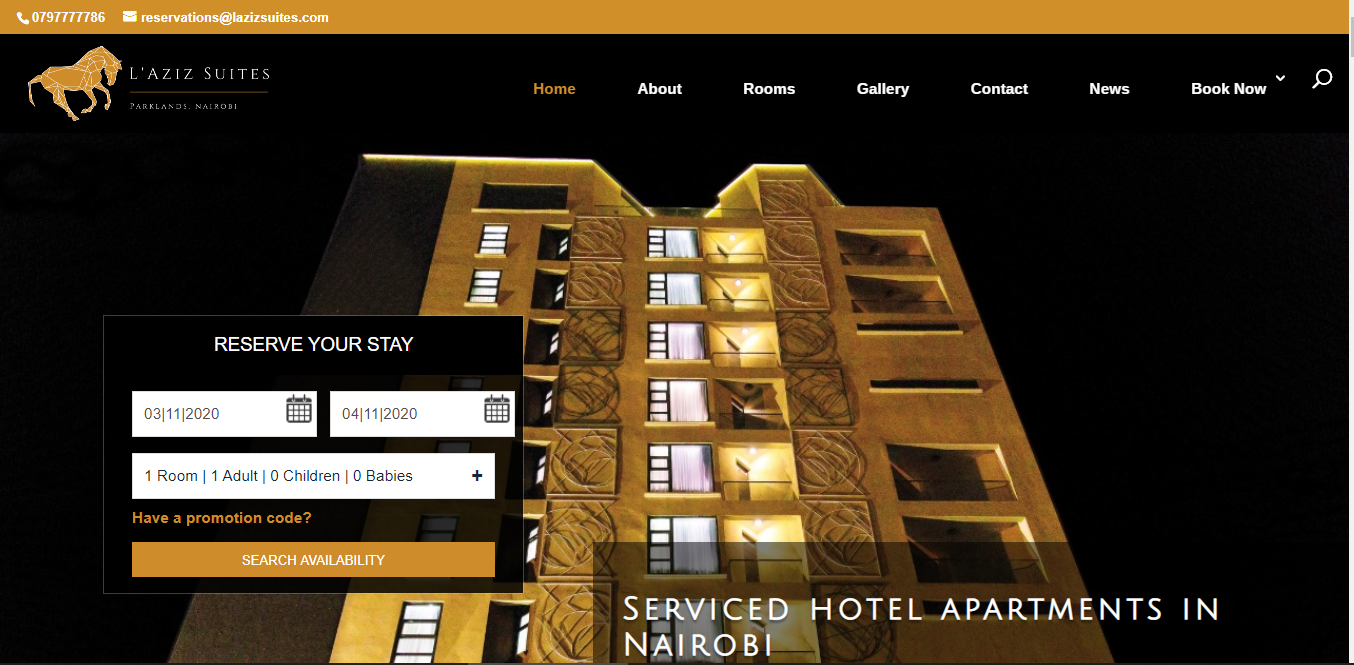 0797777786 reservations@lazizsuites.com
L'Aziz Suites
Parklands, Nairobi
Home About Rooms Gallery Contact News Book Now
RESERVE YOUR STAY
03|11|2020 04|11|2020
1 Room | 1 Adult | 0 Children | 0 Babies +
Have a promotion code?
SEARCH AVAILABILITY
Serviced hotel apartments in
Nairobi